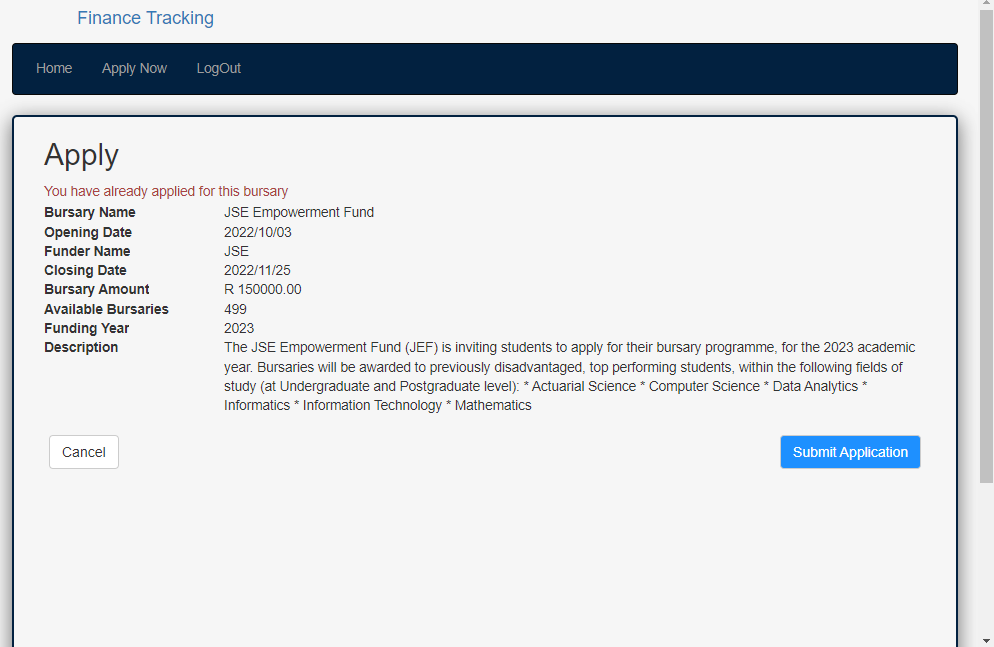 Finance Tracking
Home Apply Now LogOut
Apply
You have already applied for this bursary
Bursary Name JSE Empowerment Fund
Opening Date 2022/10/03
Funder Name JSE
Closing Date 2022/11/25
Bursary Amount R 150000.00
Available Bursaries 499
Funding Year 2023
Description The JSE Empowerment Fund (JEF) is inviting students to apply for their bursary programme, for the 2023 academic
year. Bursaries will be awarded to previously disadvantaged, top performing students, within the following fields of
study (at Undergraduate and Postgraduate level): * Actuarial Science * Computer Science * Data Analytics *
Informatics * Information Technology * Mathematics
Cancel Submit Application